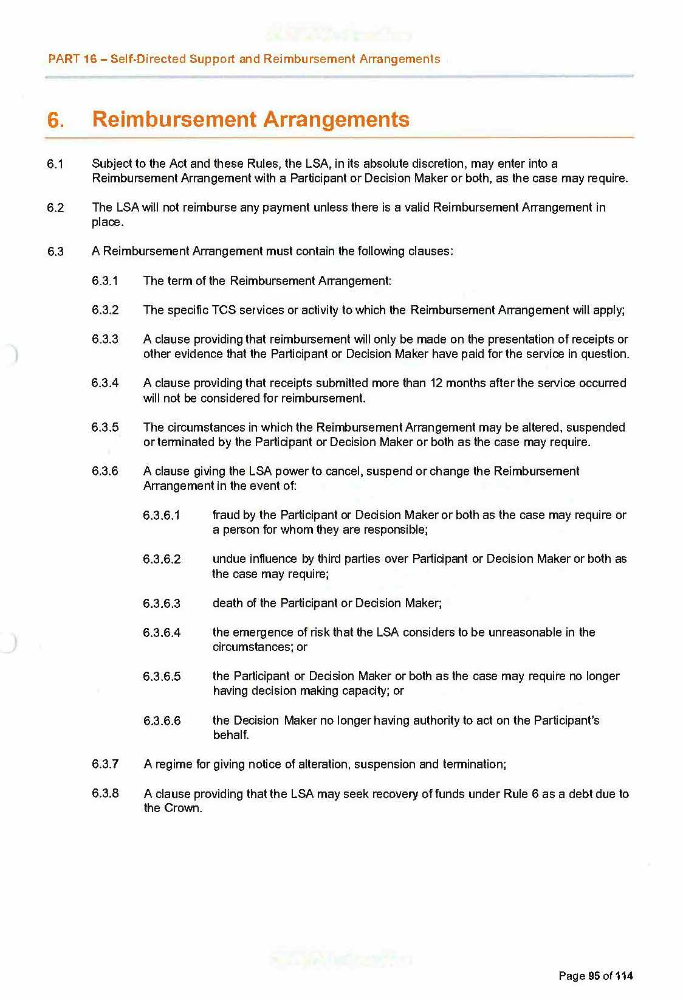 PART 16 – Self-Directed Support and Reimbursement Arrangements
6. Reimbursement Arrangements
6.1 Subject to the Act and these Rules, the LSA, in its absolute discretion, may enter into a
Reimbursement Arrangement with a Participant or Decision Maker or both, as the case may require.
6.2 The LSA will not reimburse any payment unless there is a valid Reimbursement Arrangement in
place.
6.3 A Reimbursement Arrangement must contain the following clauses:
6.3.1 The term of the Reimbursement Arrangement:
6.3.2 The specific TCS services or activity to which the Reimbursement Arrangement will apply;
6.3.3 A clause providing that reimbursement will only be made on the presentation of receipts or
other evidence that the Participant or Decision Maker have paid for the service in question.
6.3.4 A clause providing that receipts submitted more than 12 months after the service occurred
will not be considered for reimbursement.
6.3.5 The circumstances in which the Reimbursement Arrangement may be altered, suspended
or terminated by the Participant or Decision Maker or both as the case may require.
6.3.6 A clause giving the LSA power to cancel, suspend or change the Reimbursement
Arrangement in the event of:
6.3.6.1 fraud by the Participant or Decision Maker or both as the case may require or
a person for whom they are responsible;
6.3.6.2 undue influence by third parties over Participant or Decision Maker or both as
the case may require;
6.3.6.3 death of the Participant or Decision Maker;
6.3.6.4 the emergence of risk that the LSA considers to be unreasonable in the
circumstances; or
6.3.6.5 the Participant or Decision Maker or both as the case may require no longer
having decision making capacity; or
6.3.6.6 the Decision Maker no longer having authority to act on the Participant's
behalf.
6.3.7 A regime for giving notice of alteration, suspension and termination;
6.3.8 A clause providing that the LSA may seek recovery of funds under Rule 6 as a debt due to
the Crown.
Page 95 of 114